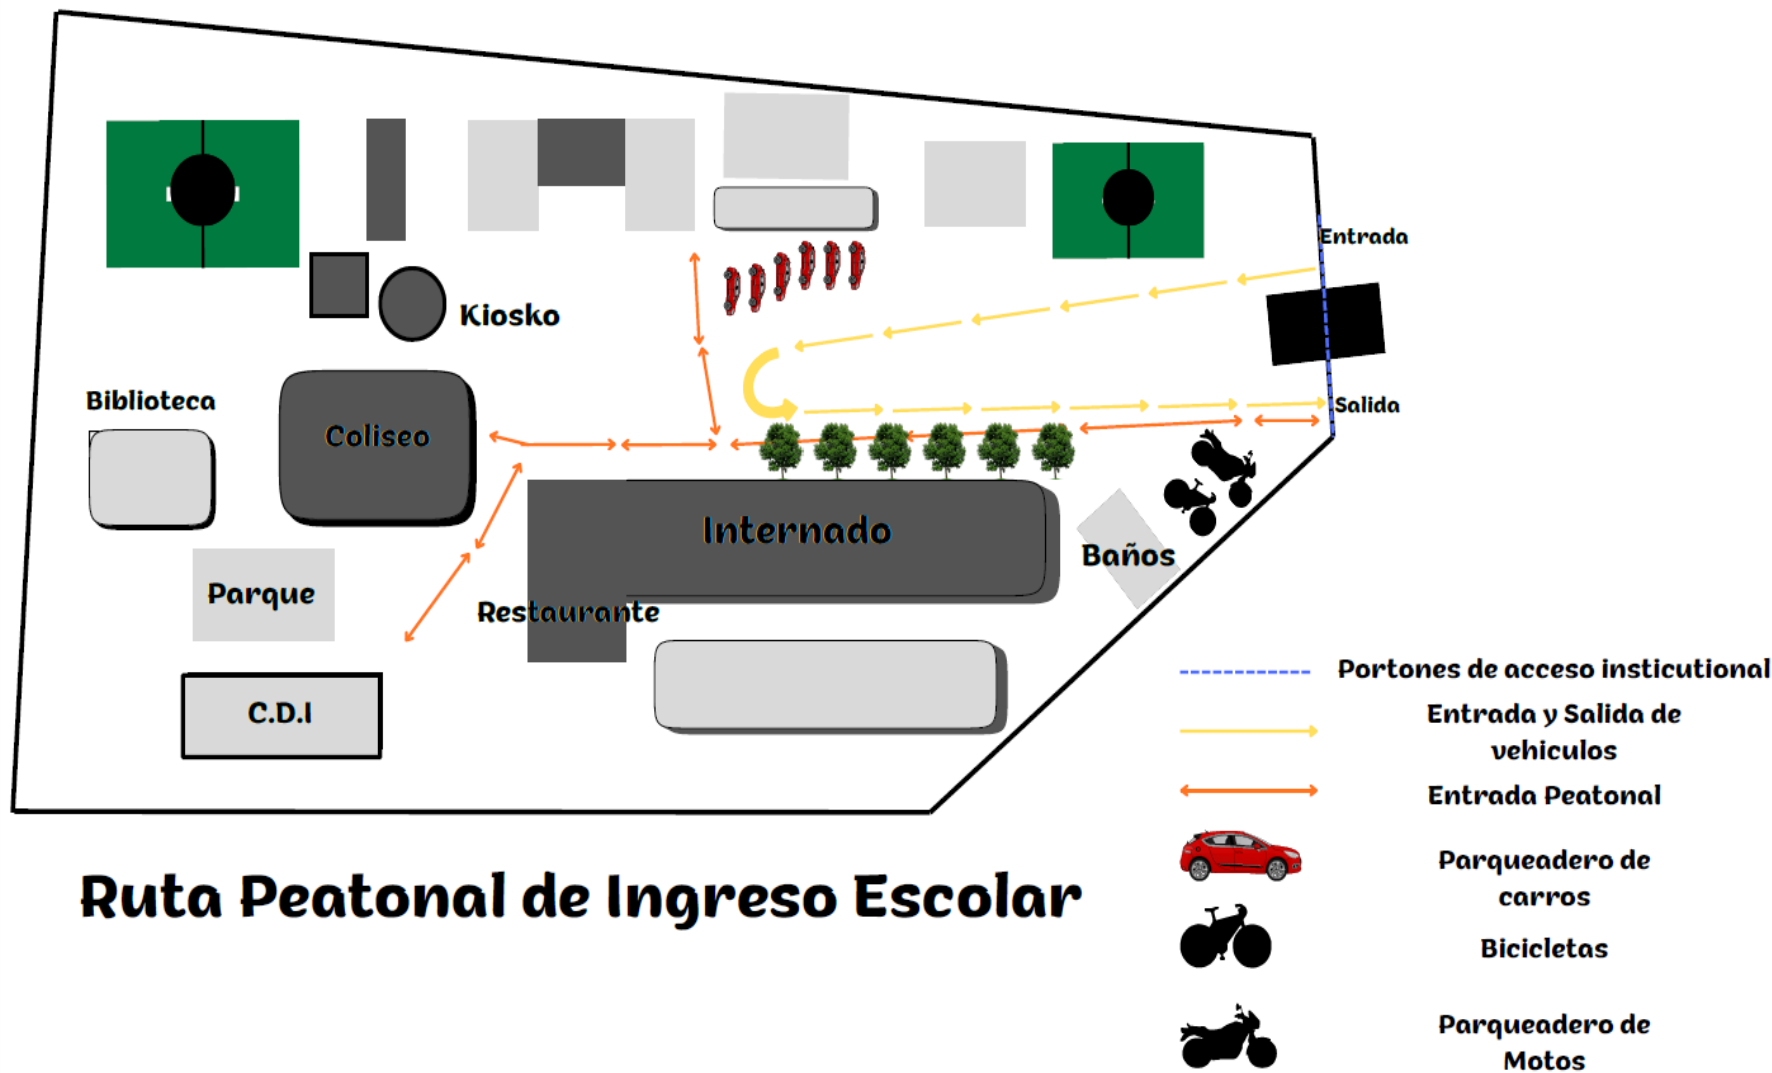 Entrada
Kiosko
Biblioteca
Salida
Coliseo
Internado
Baños
Parque
Restaurante
C.D.I
Portones de acceso insticutional
Entrada y Salida de
vehiculos
Entrada Peatonal
Parqueadero de
carros
Bicicletas
Parqueadero de
Motos
Ruta Peatonal de Ingreso Escolar